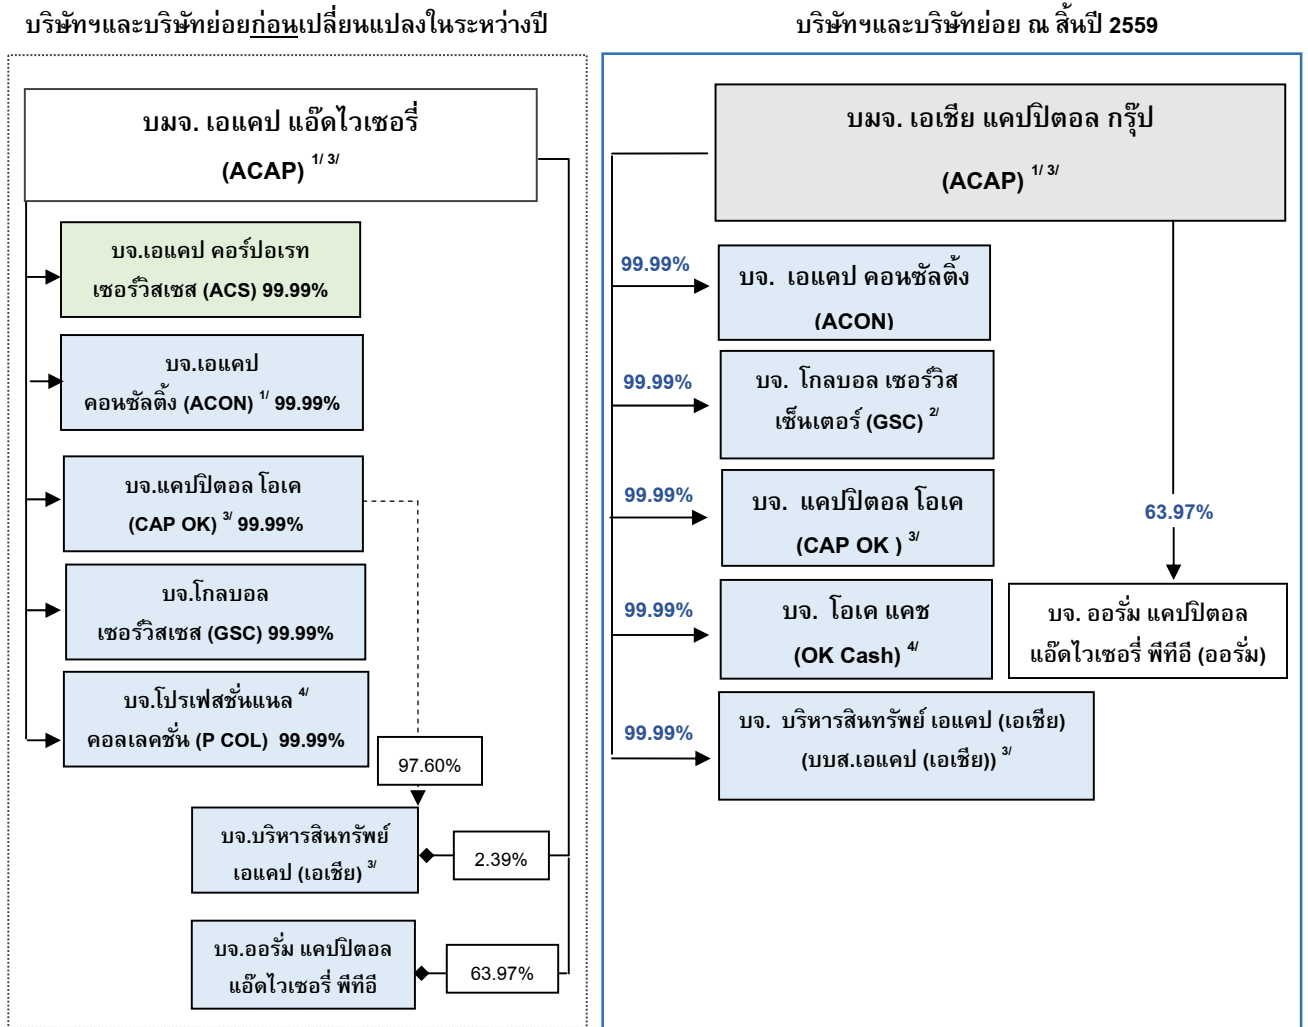 บริษัทฯและบริษัทย่อยก่อนเปลี่ยนแปลงในระหว่างปี
บมจ. เอแคป แอ๊ดไวเซอรี่
(ACAP) 1/ 3/
บจ.เอแคป คอร์ปอเรท
เซอร์วิสเซส (ACS) 99.99%
บจ.เอแคป
คอนซัลติ้ง (ACON) 1/ 99.99%
บจ.แคปปิตอล โอเค
(CAP OK) 3/ 99.99%
บจ.โกลบอล
เซอร์วิสเซส (GSC) 99.99%
บจ.โปรเฟสชั่นแนล 4/
คอลเลคชั่น (P COL) 99.99%
97.60%
บจ.บริหารสินทรัพย์
เอแคป (เอเชีย) 3/
2.39%
บจ.ออรั่ม แคปปิตอล
แอ๊ดไวเซอรี่ พีทีอี
63.97%
บริษัทฯและบริษัทย่อย ณ สิ้นปี 2559
บมจ. เอเชีย แคปปิตอล กรุ๊ป
(ACAP) 1/ 3/
99.99%
บจ. เอแคป คอนซัลติ้ง
(ACON)
99.99%
บจ. โกลบอล เซอร์วิส
เซ็นเตอร์ (GSC) 2/
99.99%
บจ. แคปปิตอล โอเค
(CAP OK ) 3/
63.97%
99.99%
บจ. โอเค แคช
(OK Cash) 4/
บจ. ออรั่ม แคปปิตอล
แอ๊ดไวเซอรี่ พีทีอี (ออรั่ม)
99.99%
บจ. บริหารสินทรัพย์ เอแคป (เอเชีย)
(บบส.เอแคป (เอเชีย)) 3/